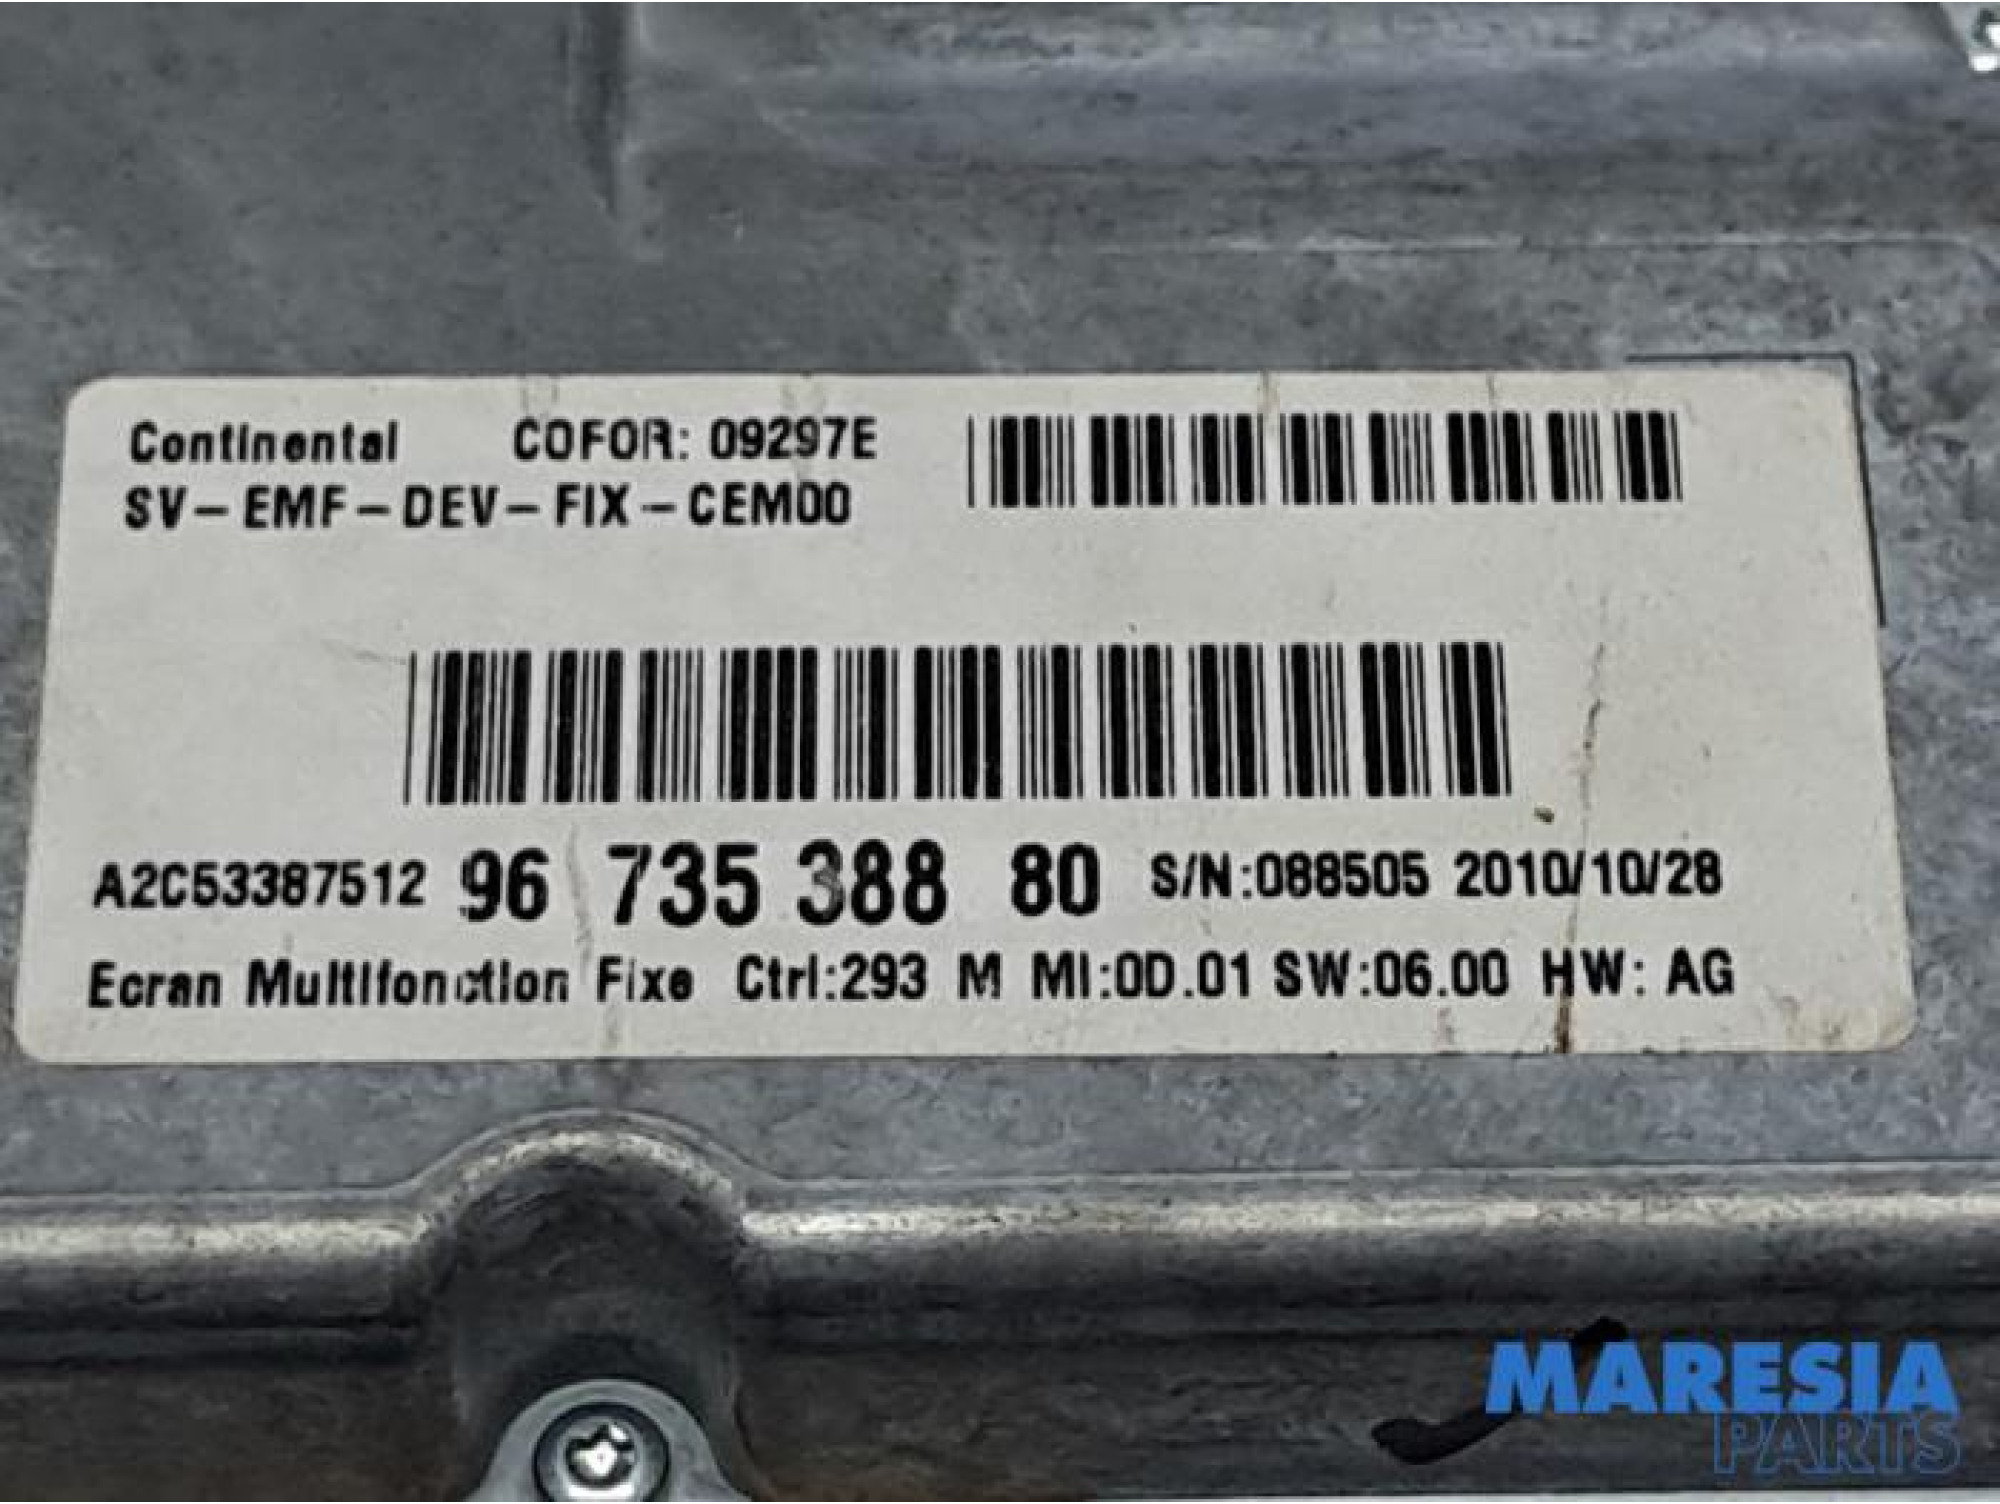 Continental COFOR: 09297E
SV-EMF-DEV-FIX-CEM00
A2C53387512 96 735 388 80 S/N:088505 2010/10/28
Ecran Multifonction Fixe Ctrl:293 M MI:0D.01 SW:06.00 HW: AG
MARESIA
PARTS